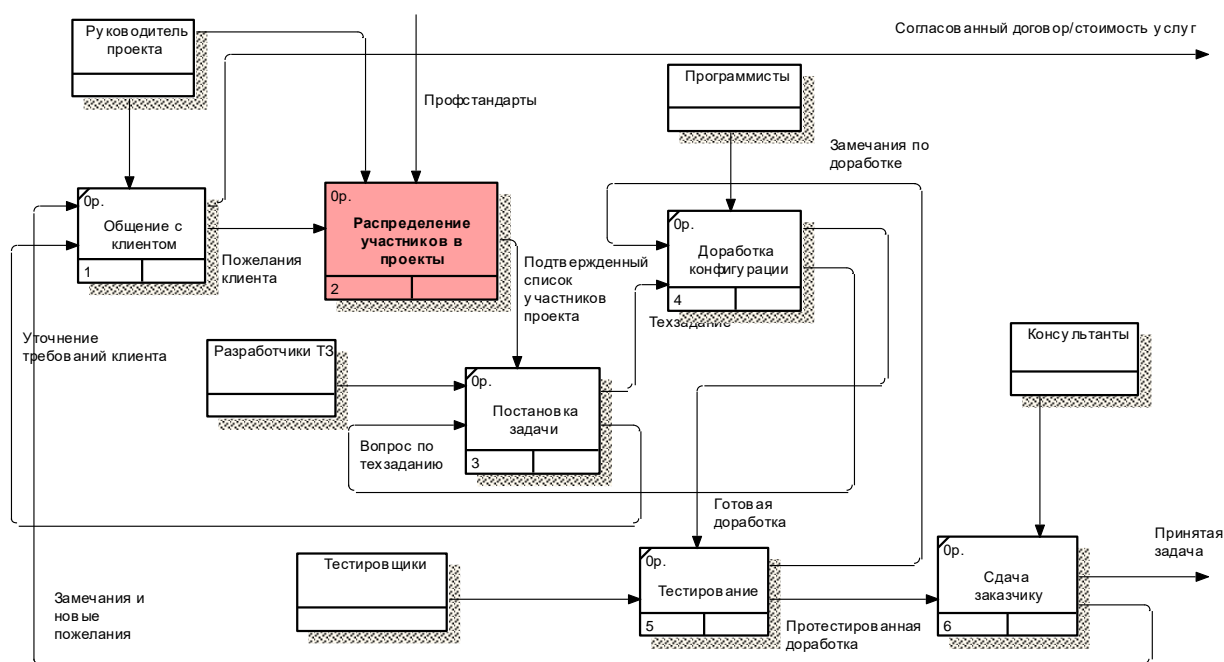 Руководитель
проекта
Согласованный договор/стоимость услуг
Программисты
Профстандарты
Замечания по
доработке
0р.
Общение с
клиентом
1
0р.
Распределение
участников в
проекты
2
0р.
Доработка
конфигурации
4
Пожелания
клиента
Подтвержденный
список
участников
проекта
Техзадание
Уточнение
требований клиента
Разработчики ТЗ
Консультанты
0р.
Постановка
задачи
3
Вопрос по
техзаданию
Готовая
доработка
Тестировщики
0р.
Тестирование
5
0р.
Сдача
заказчику
6
Принятая
задача
Замечания и
новые
пожелания
Протестированная
доработка